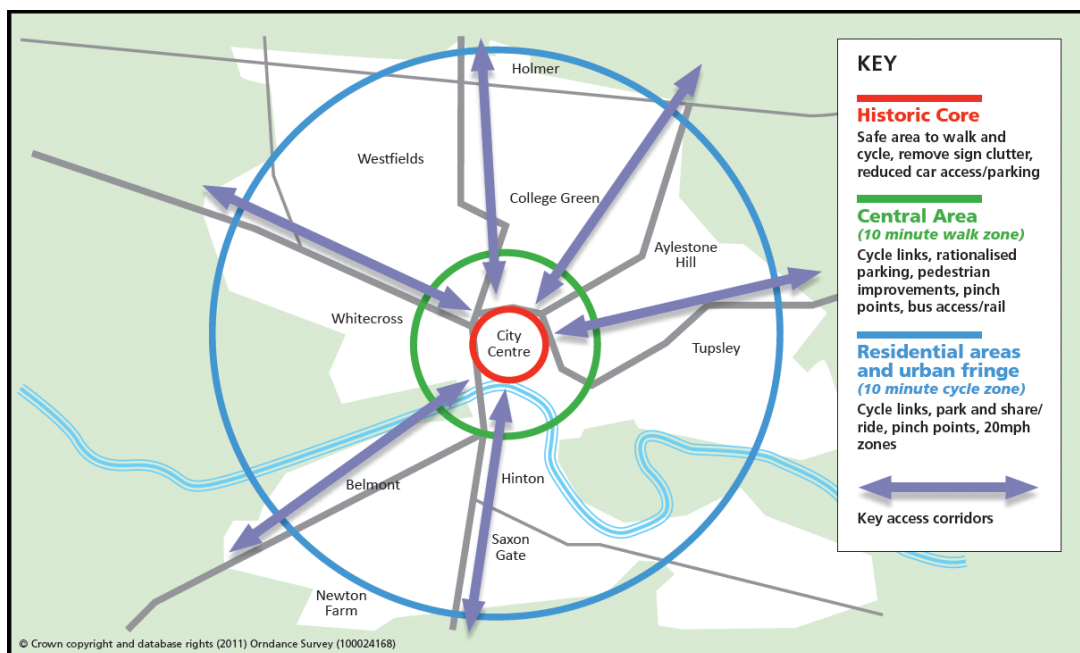 Holmer
Westfields
College Green
Aylestone
Hill
Whitecross
City
Centre
Tupsley
Belmont
Hinton
Saxon
Gate
Newton
Farm
KEY
Historic Core
Safe area to walk and
cycle, remove sign clutter,
reduced car access/parking
Central Area
(10 minute walk zone)
Cycle links, rationalised
parking, pedestrian
improvements, pinch
points, bus access/rail
Residential areas
and urban fringe
(10 minute cycle zone)
Cycle links, park and share/
ride, pinch points, 20mph
zones
Key access corridors
© Crown copyright and database rights (2011) Orndance Survey (100024168)